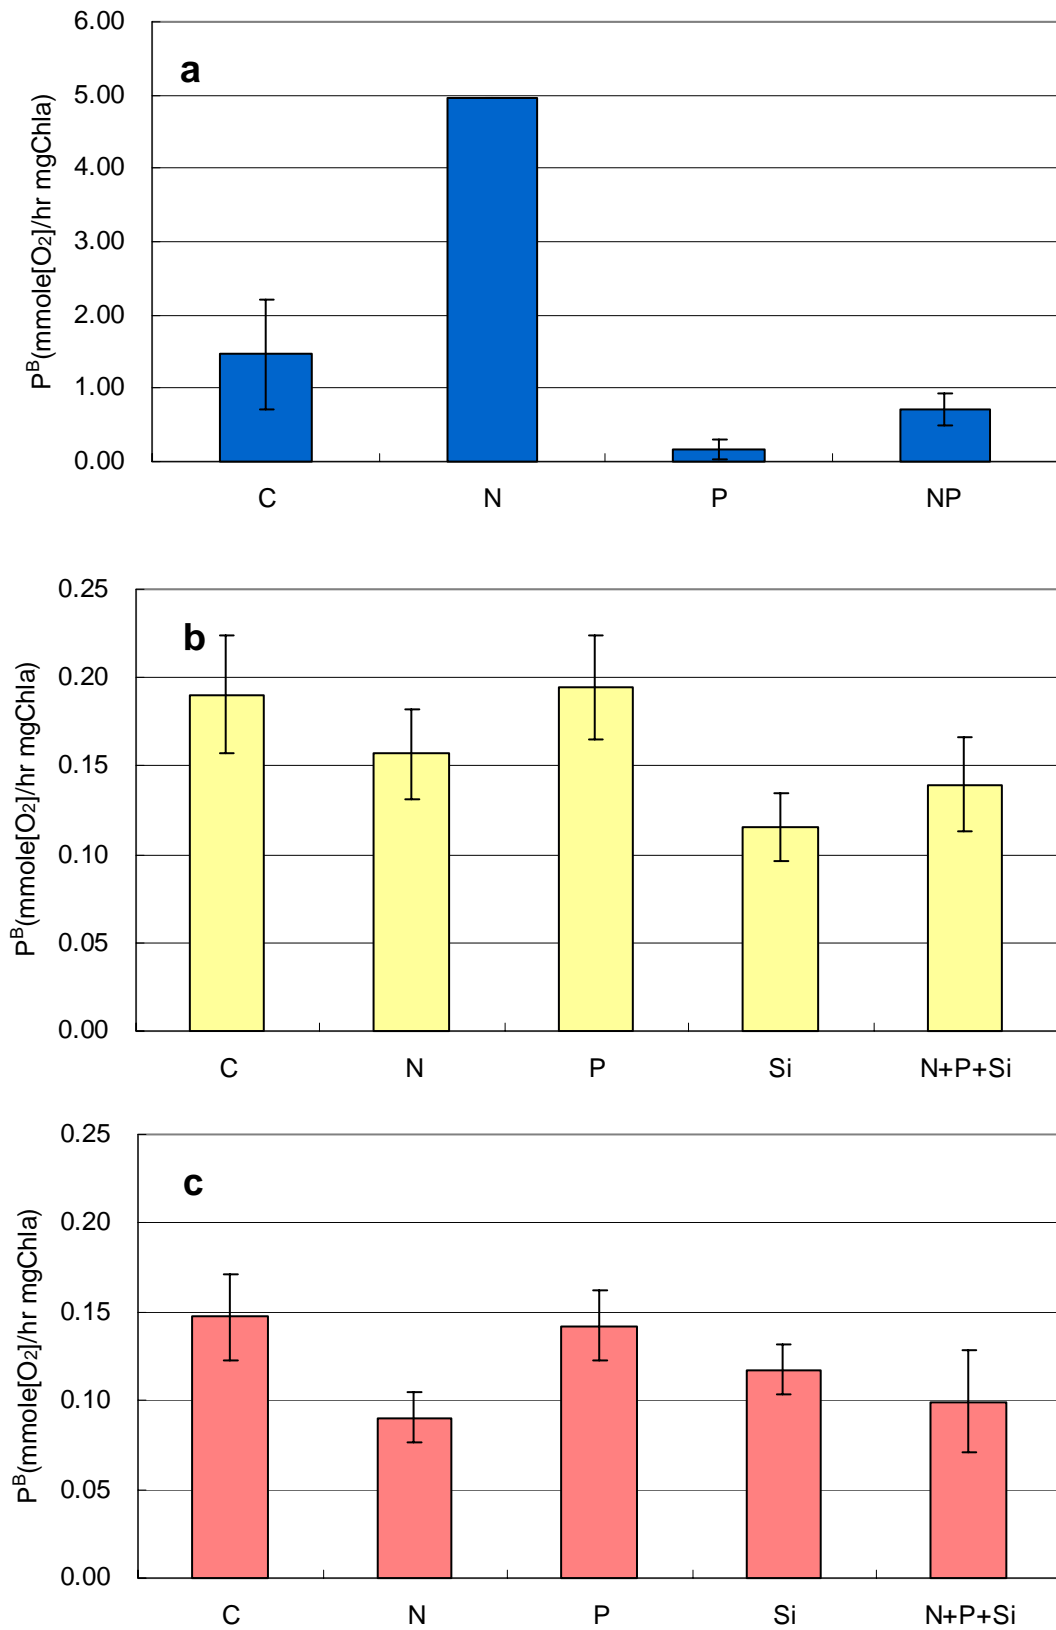 a
P^B(mmole[O₂]/hr mgChla)
6.00
5.00
4.00
3.00
2.00
1.00
0.00
C N P NP
b
P^B(mmole[O₂]/hr mgChla)
0.25
0.20
0.15
0.10
0.05
0.00
C N P Si N+P+Si
c
P^B(mmole[O₂]/hr mgChla)
0.25
0.20
0.15
0.10
0.05
0.00
C N P Si N+P+Si